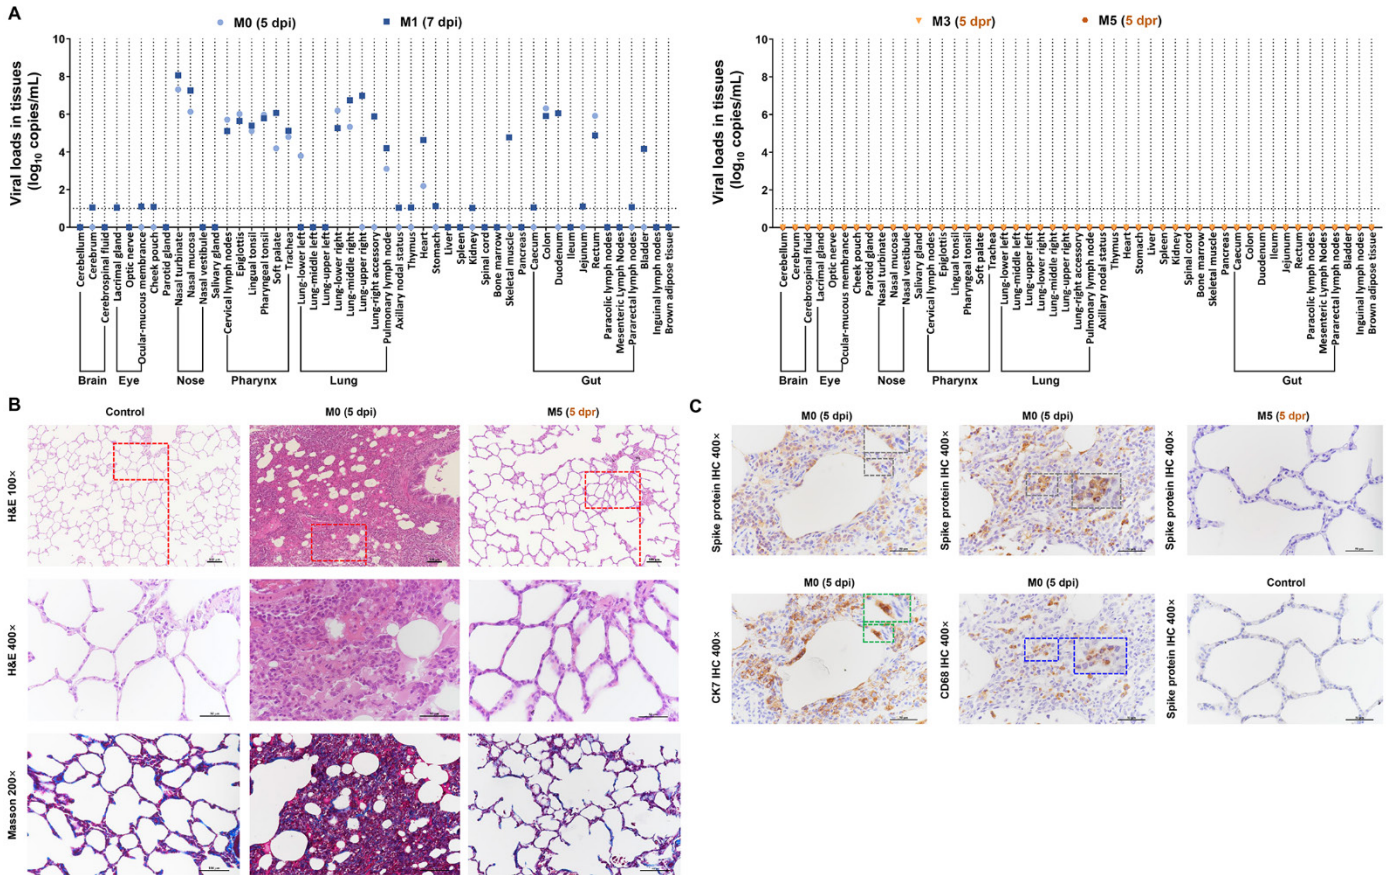 A
M0 (5 dpi)
M1 (7 dpi)
M3 (5 dpr)
M5 (5 dpr)
Viral loads in tissues
(log10 copies/mL)
10
8
6
4
2
0
Cerebellum
Cerebrum
Cerebrospinal fluid
Lacrimal gland
Optic nerve
Ocular-mucous membrance
Cheek pouch
Parotid gland
Nasal turbinate
Nasal mucosa
Nasal vestibule
Salivary gland
Cervical lymph nodes
Epiglottis
Lingual tonsil
Pharyngeal tonsil
Soft palate
Trachea
Lung-lower left
Lung-middle left
Lung-upper left
Lung-lower right
Lung-middle right
Lung-upper right
Lung-right accessory
Pulmonary lymph node
Axillary nodal status
Thymus
Heart
Stomach
Liver
Spleen
Kidney
Spinal cord
Bone marrow
Skeletal muscle
Pancreas
Caecum
Colon
Duodenum
Ileum
Jejunum
Rectum
Paracolic lymph nodes
Mesenteric Lymph Nodes
Pararectal lymph nodes
Bladder
Inguinal lymph nodes
Brown adipose tissue
Brain
Eye
Nose
Pharynx
Lung
Gut
Viral loads in tissues
(log10 copies/mL)
10
8
6
4
2
0
Cerebellum
Cerebrum
Cerebrospinal fluid
Lacrimal gland
Optic nerve
Ocular-mucous membrance
Cheek pouch
Parotid gland
Nasal turbinate
Nasal mucosa
Nasal vestibule
Salivary gland
Cervical lymph nodes
Epiglottis
Lingual tonsil
Pharyngeal tonsil
Soft palate
Trachea
Lung-lower left
Lung-middle left
Lung-upper left
Lung-lower right
Lung-middle right
Lung-upper right
Lung-right accessory
Pulmonary lymph node
Axillary nodal status
Thymus
Heart
Stomach
Liver
Spleen
Kidney
Spinal cord
Bone marrow
Skeletal muscle
Pancreas
Caecum
Colon
Duodenum
Ileum
Jejunum
Rectum
Paracolic lymph nodes
Mesenteric Lymph Nodes
Pararectal lymph nodes
Bladder
Inguinal lymph nodes
Brown adipose tissue
Brain
Eye
Nose
Pharynx
Lung
Gut
B
Control
M0 (5 dpi)
M5 (5 dpr)
H&E 100×
H&E 400×
Masson 200×
C
M0 (5 dpi)
M0 (5 dpi)
M5 (5 dpr)
Spike protein IHC 400×
Spike protein IHC 400×
Spike protein IHC 400×
M0 (5 dpi)
M0 (5 dpi)
Control
CK7 IHC 400×
CD68 IHC 400×
Spike protein IHC 400×